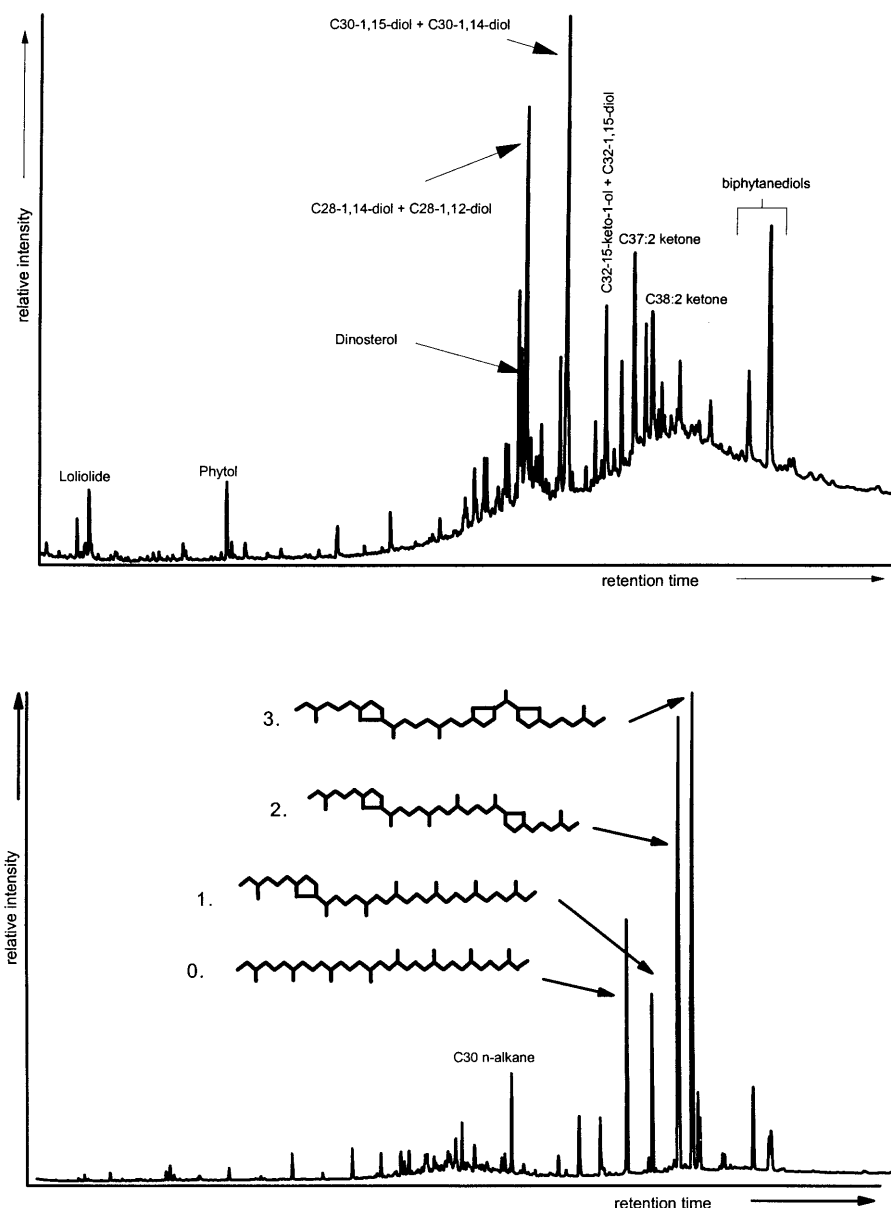 C30-1,15-diol + C30-1,14-diol
C28-1,14-diol + C28-1,12-diol
C32-15-keto-1-ol + C32-1,15-diol
biphytanediols
C37:2 ketone
C38:2 ketone
Dinosterol
Loliolide
Phytol
relative intensity
retention time
3.
2.
1.
0.
C30 n-alkane
relative intensity
retention time